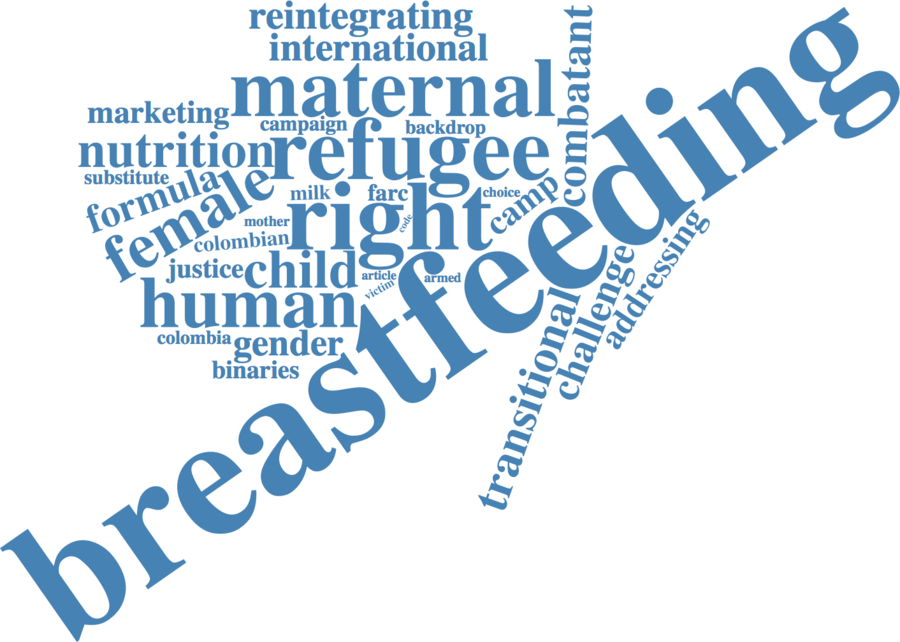 reintegrating
international
maternal
combatant
marketing
campaign
backdrop
nutrition
refugee
substitute
formula
female
milk
farc
choice
camp
mother
right
code
colombian
justice
child
article
armed
victim
human
colombia
gender
binaries
breastfeeding
transitional
challenge
addressing